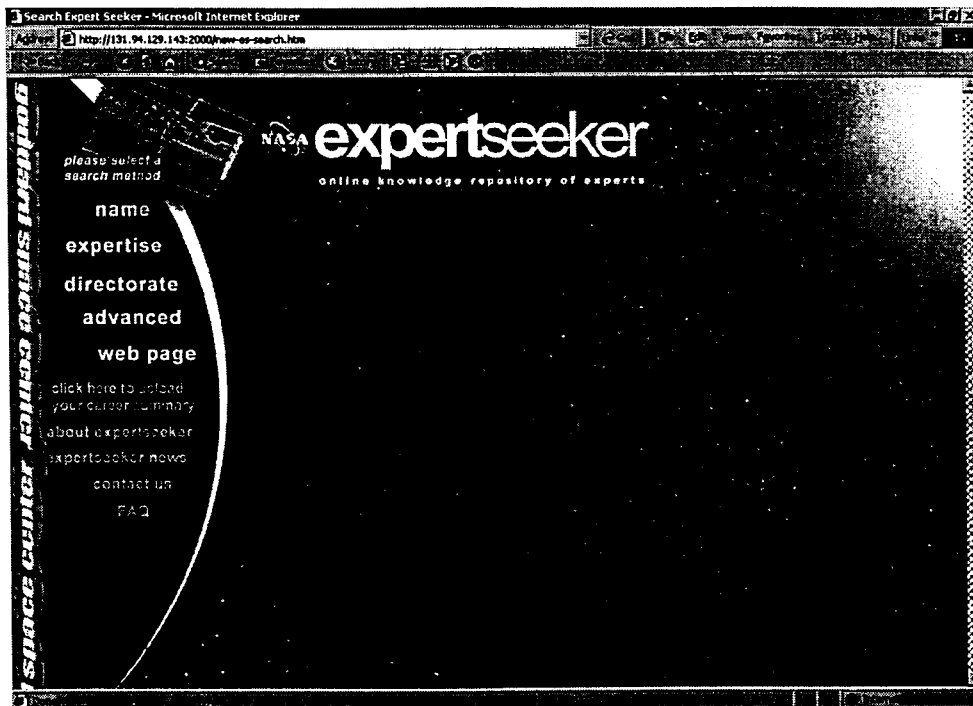 Search Expert Seeker - Microsoft Internet Explorer
Address http://131.94.129.143:2000/new-es-search.htm
NASA expertseeker
online knowledge repository of experts
please select a
search method
name
expertise
directorate
advanced
web page
click here to upload
your career summary
about expertseeker
expertseeker news
contact us
FAQ
space center